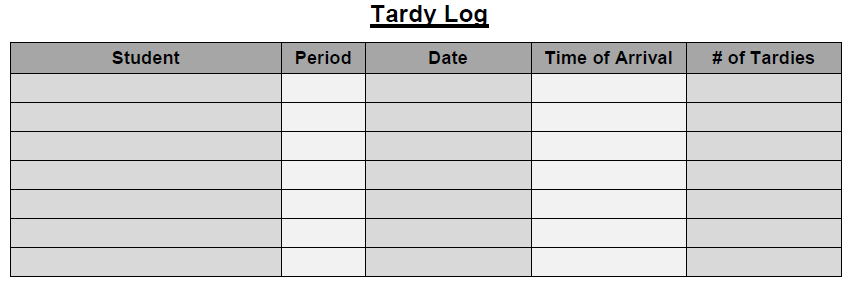 Tardy Log
Student Period Date Time of Arrival # of Tardies